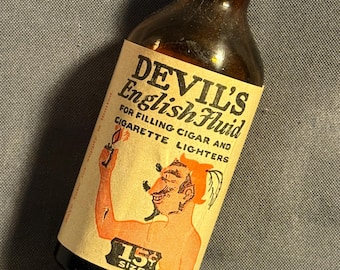 DEVIL'S
English Fluid
FOR FILLING CIGAR AND
CIGARETTE LIGHTERS
15¢
SIZE